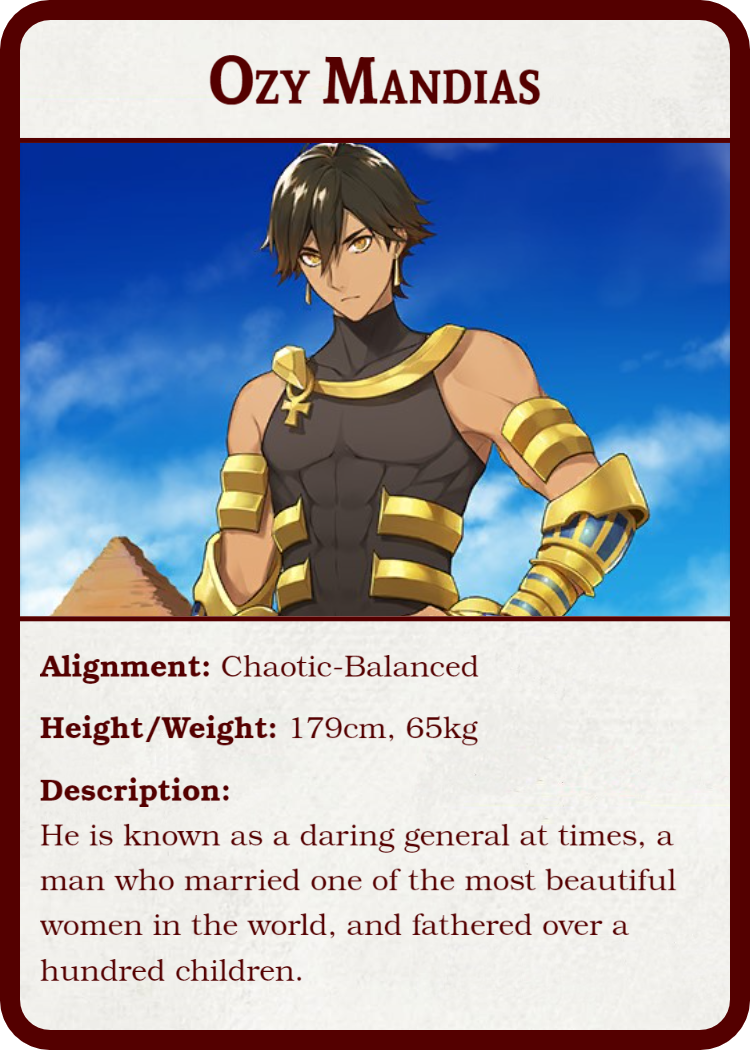 Ozy Mandias
Alignment: Chaotic-Balanced
Height/Weight: 179cm, 65kg
Description:
He is known as a daring general at times, a
man who married one of the most beautiful
women in the world, and fathered over a
hundred children.